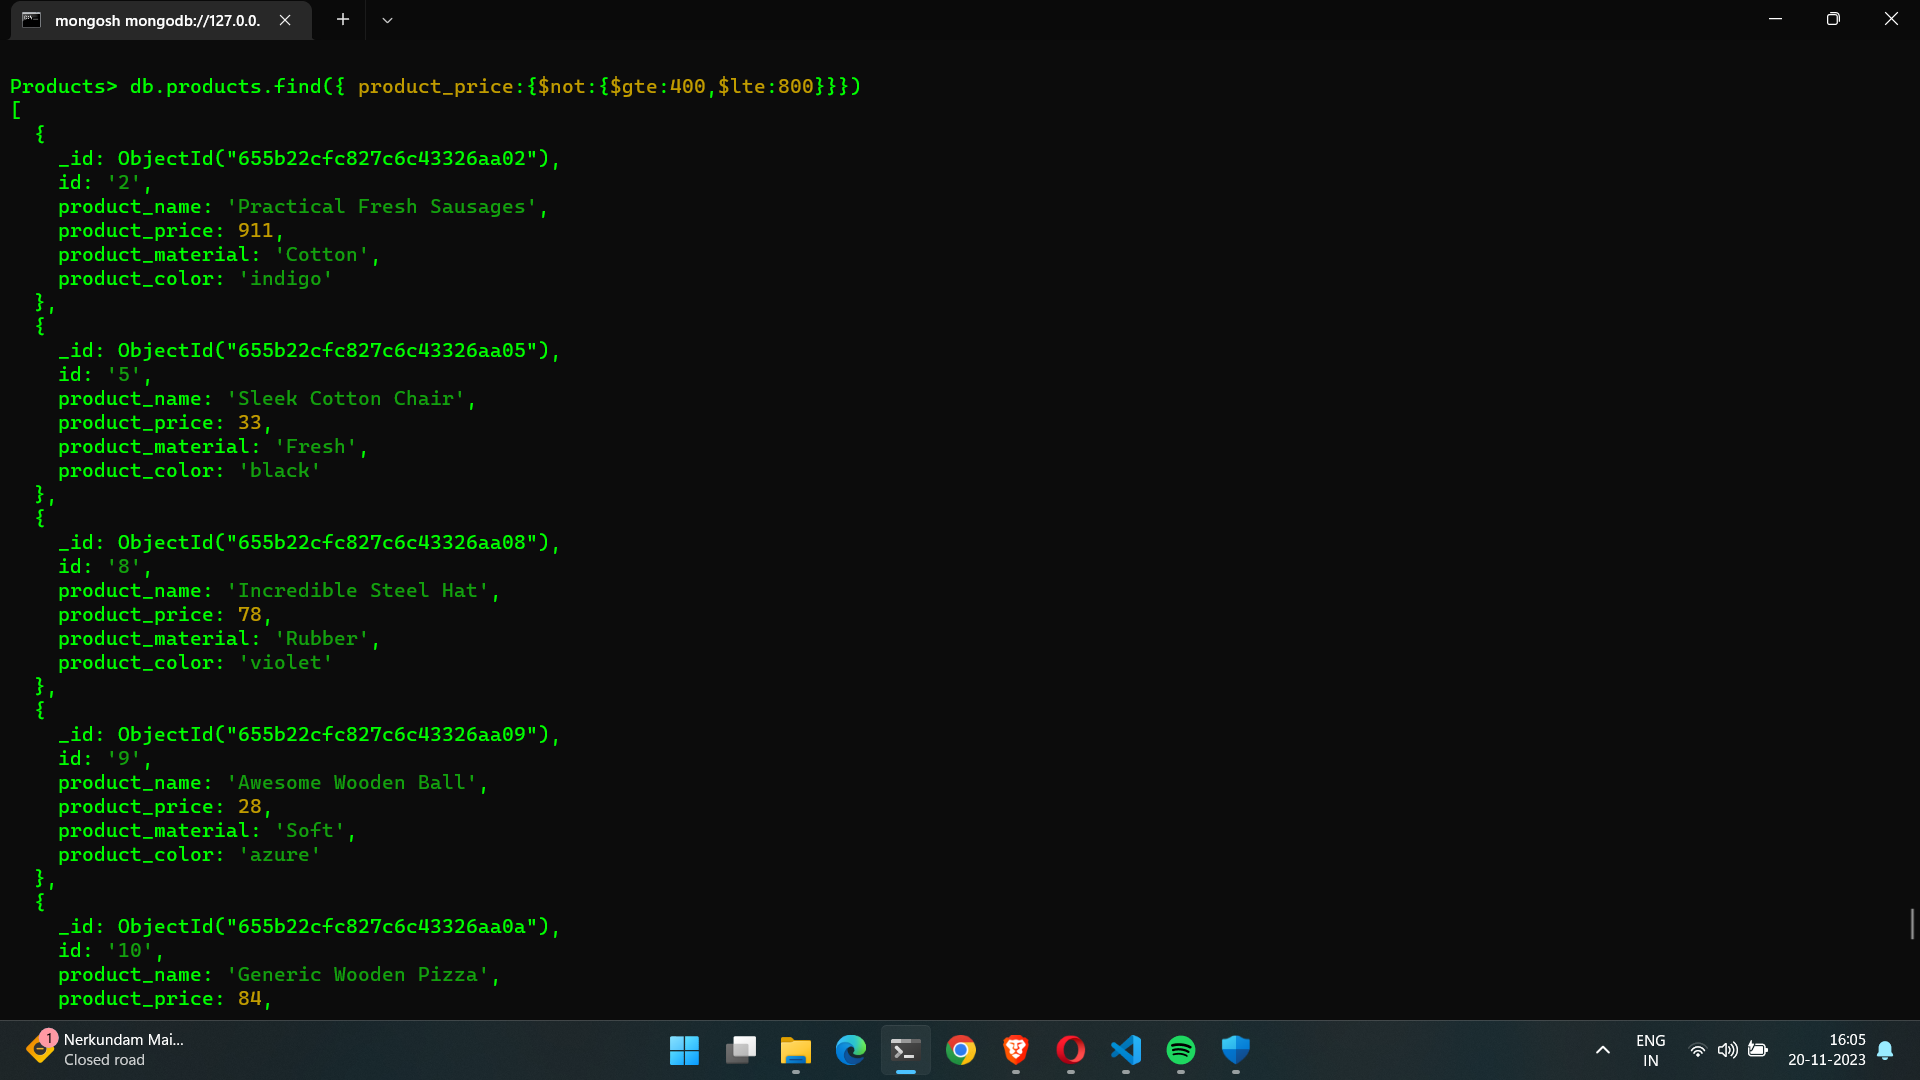 mongosh mongodb://127.0.0.
Products> db.products.find({ product_price:{$not:{$gte:400,$lte:800}}})
[
{
_id: ObjectId("655b22cfc827c6c43326aa02"),
id: '2',
product_name: 'Practical Fresh Sausages',
product_price: 911,
product_material: 'Cotton',
product_color: 'indigo'
},
{
_id: ObjectId("655b22cfc827c6c43326aa05"),
id: '5',
product_name: 'Sleek Cotton Chair',
product_price: 33,
product_material: 'Fresh',
product_color: 'black'
},
{
_id: ObjectId("655b22cfc827c6c43326aa08"),
id: '8',
product_name: 'Incredible Steel Hat',
product_price: 78,
product_material: 'Rubber',
product_color: 'violet'
},
{
_id: ObjectId("655b22cfc827c6c43326aa09"),
id: '9',
product_name: 'Awesome Wooden Ball',
product_price: 28,
product_material: 'Soft',
product_color: 'azure'
},
{
_id: ObjectId("655b22cfc827c6c43326aa0a"),
id: '10',
product_name: 'Generic Wooden Pizza',
product_price: 84,
1
Nerkundam Mai...
Closed road
ENG
IN
16:05
20-11-2023